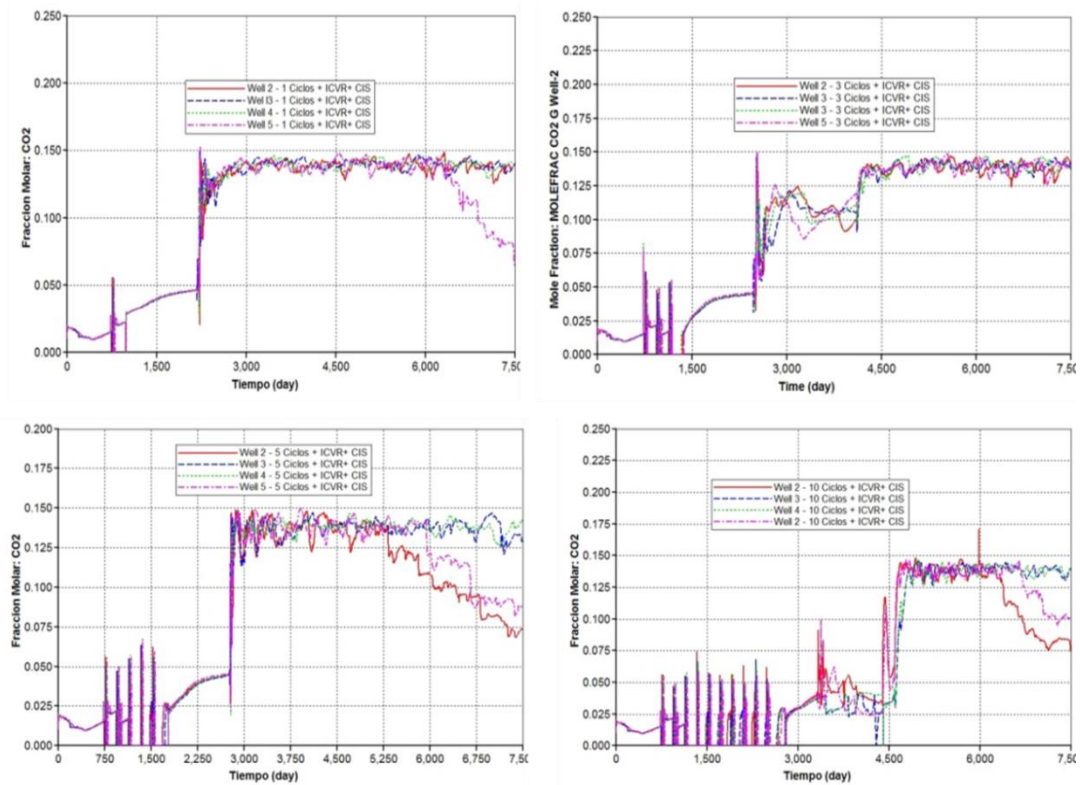 0.250
0.200
0.150
0.100
0.050
0.000
Fraccion Molar: CO2
Well 2 - 1 Ciclos + ICVR+ CIS
Well I3 - 1 Ciclos + ICVR+ CIS
Well 4 - 1 Ciclos + ICVR+ CIS
Well 5 - 1 Ciclos + ICVR+ CIS
0 1,500 3,000 4,500 6,000 7,50
Tiempo (day)
0.250
0.225
0.200
0.175
0.150
0.125
0.100
0.075
0.050
0.025
0.000
Mole Fraction: MOLEFRAC CO2 G Well-2
Well 2 - 3 Ciclos + ICVR+ CIS
Well 3 - 3 Ciclos + ICVR+ CIS
Well 3 - 3 Ciclos + ICVR+ CIS
Well 5 - 3 Ciclos + ICVR+ CIS
0 1,500 3,000 4,500 6,000 7,50
Time (day)
0.200
0.175
0.150
0.125
0.100
0.075
0.050
0.025
0.000
Fraccion Molar: CO2
Well 2 - 5 Ciclos + ICVR+ CIS
Well 3 - 5 Ciclos + ICVR+ CIS
Well 4 - 5 Ciclos + ICVR+ CIS
Well 5 - 5 Ciclos + ICVR+ CIS
0 750 1,500 2,250 3,000 3,750 4,500 5,250 6,000 6,750 7,50
Tiempo (day)
0.250
0.225
0.200
0.175
0.150
0.125
0.100
0.075
0.050
0.025
0.000
Fraccion Molar: CO2
Well 2 - 10 Ciclos + ICVR+ CIS
Well 3 - 10 Ciclos + ICVR+ CIS
Well 4 - 10 Ciclos + ICVR+ CIS
Well 2 - 10 Ciclos + ICVR+ CIS
0 1,500 3,000 4,500 6,000 7,50
Tiempo (day)